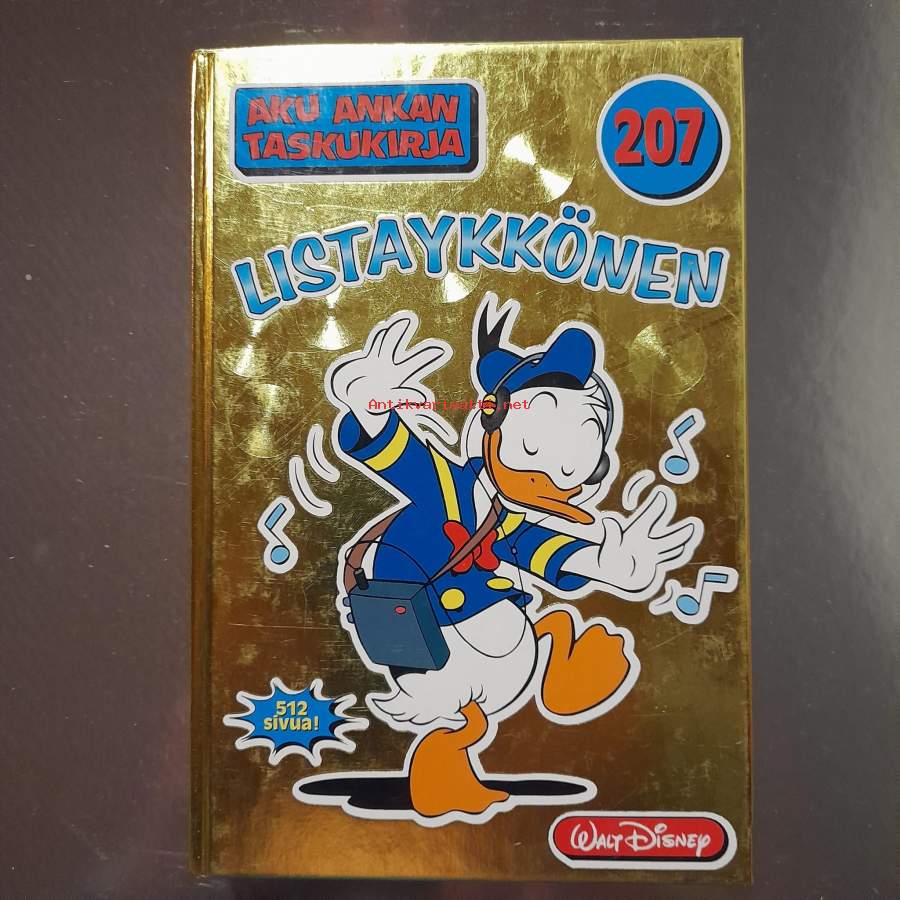 AKU ANKAN
TASKUKIRJA
207
LISTAYKKÖNEN
Antikvariaatti.net
512
sivua!
WALT DISNEY